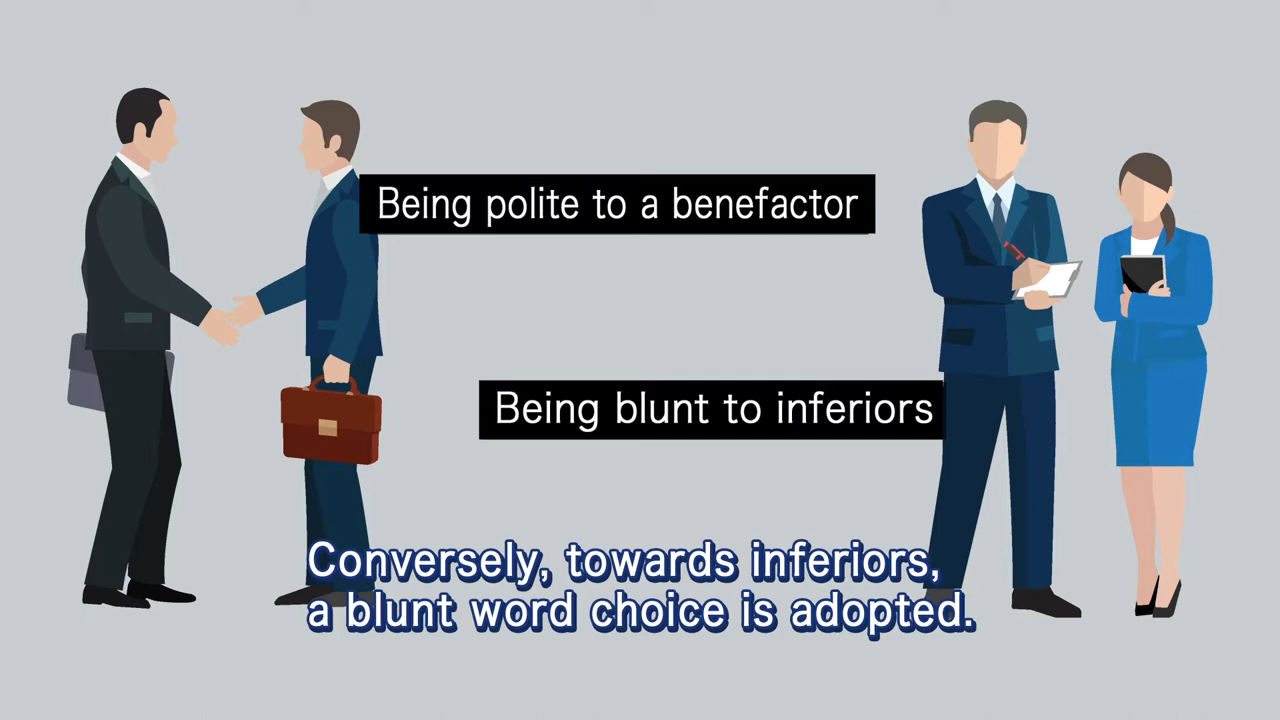 Being polite to a benefactor
Being blunt to inferiors
Conversely, towards inferiors,
a blunt word choice is adopted.